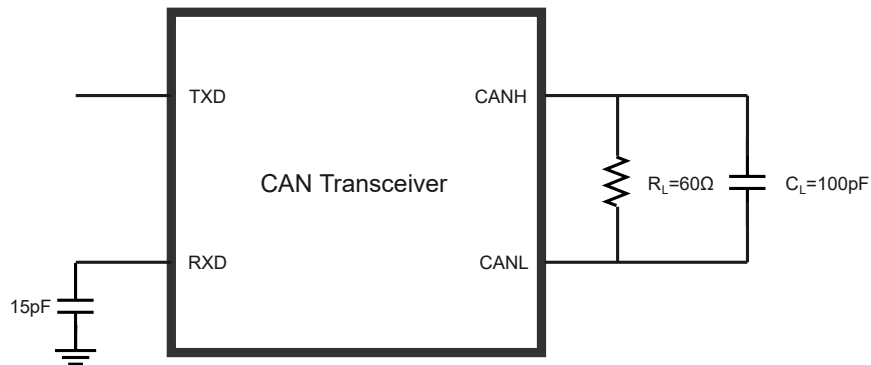 TXD
CANH
CAN Transceiver
R_L=60Ω
C_L=100pF
RXD
CANL
15pF